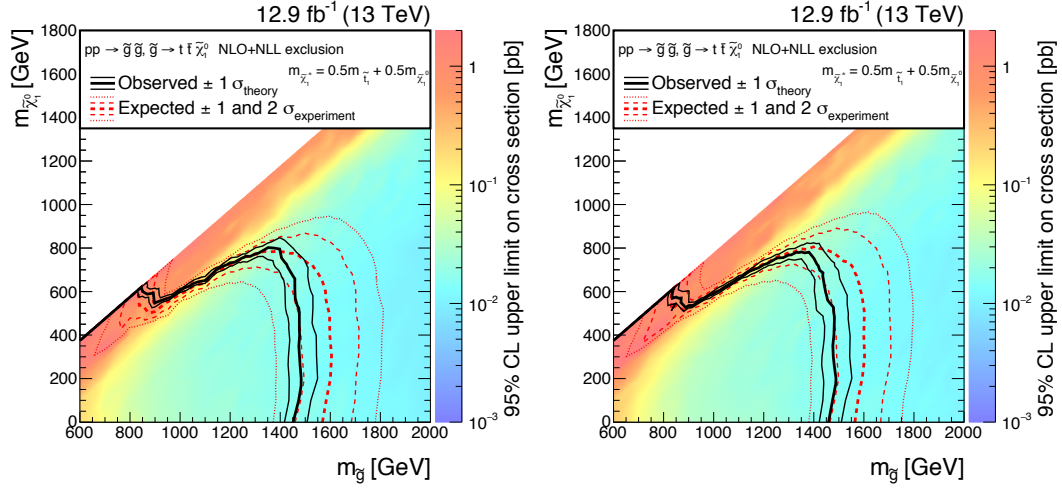 12.9 fb⁻¹ (13 TeV)
pp → g̃ g̃, g̃ → t t̄ χ̃₁⁰ NLO+NLL exclusion
m_χ̃₁⁺ = 0.5m_t̃₁ + 0.5m_χ̃₁⁰
Observed ± 1 σ_theory
Expected ± 1 and 2 σ_experiment
m_χ̃₁⁰ [GeV]
1800
1600
1400
1200
1000
800
600
400
200
0
600 800 1000 1200 1400 1600 1800 2000
m_g̃ [GeV]
1
10⁻¹
10⁻²
10⁻³
95% CL upper limit on cross section [pb]
12.9 fb⁻¹ (13 TeV)
pp → g̃ g̃, g̃ → t t̄ χ̃₁⁰ NLO+NLL exclusion
m_χ̃₁⁺ = 0.5m_t̃₁ + 0.5m_χ̃₁⁰
Observed ± 1 σ_theory
Expected ± 1 and 2 σ_experiment
m_χ̃₁⁰ [GeV]
1800
1600
1400
1200
1000
800
600
400
200
0
600 800 1000 1200 1400 1600 1800 2000
m_g̃ [GeV]
1
10⁻¹
10⁻²
10⁻³
95% CL upper limit on cross section [pb]